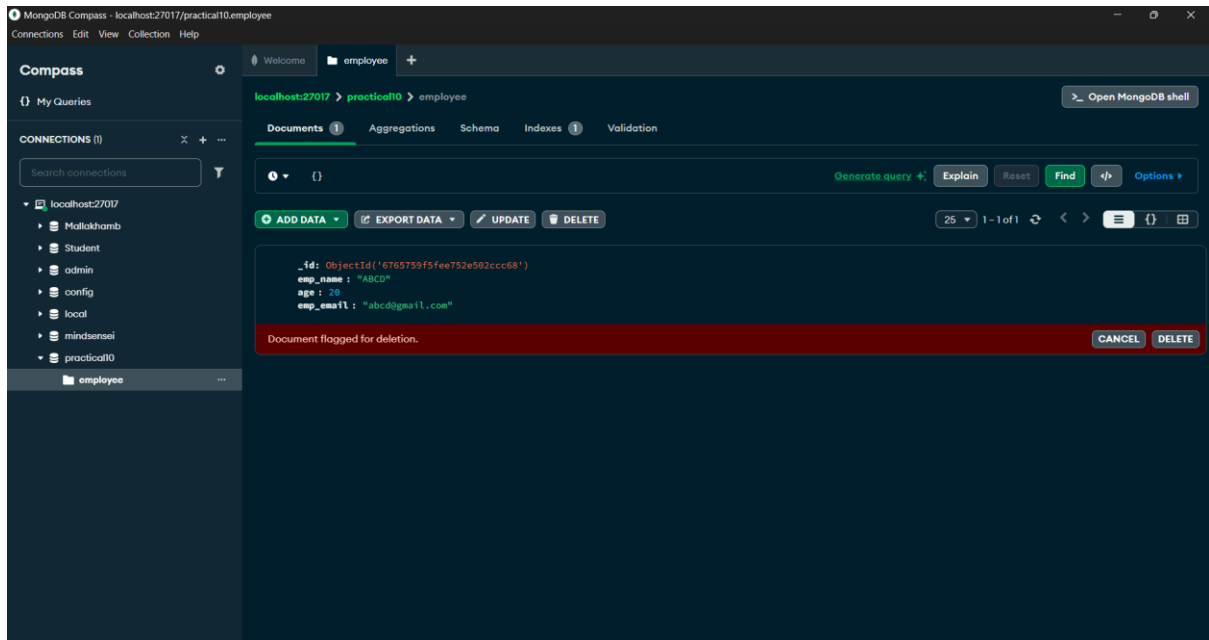 MongoDB Compass - localhost:27017/practical10.employee
Connections Edit View Collection Help
Compass
{} My Queries
CONNECTIONS (1)
Search connections
localhost:27017
Mallakhamb
Student
admin
config
local
mindsensei
practical10
employee
Welcome
employee
localhost:27017 > practical10 > employee
>_ Open MongoDB shell
Documents 1 Aggregations Schema Indexes 1 Validation
{}
Generate query Explain Reset Find </> Options
ADD DATA EXPORT DATA UPDATE DELETE
25 1-1 of 1 {}
_id: ObjectId('6765759f5fee752e502ccc68')
emp_name : "ABCD"
age : 20
emp_email : "abcd@gmail.com"
Document flagged for deletion.
CANCEL DELETE